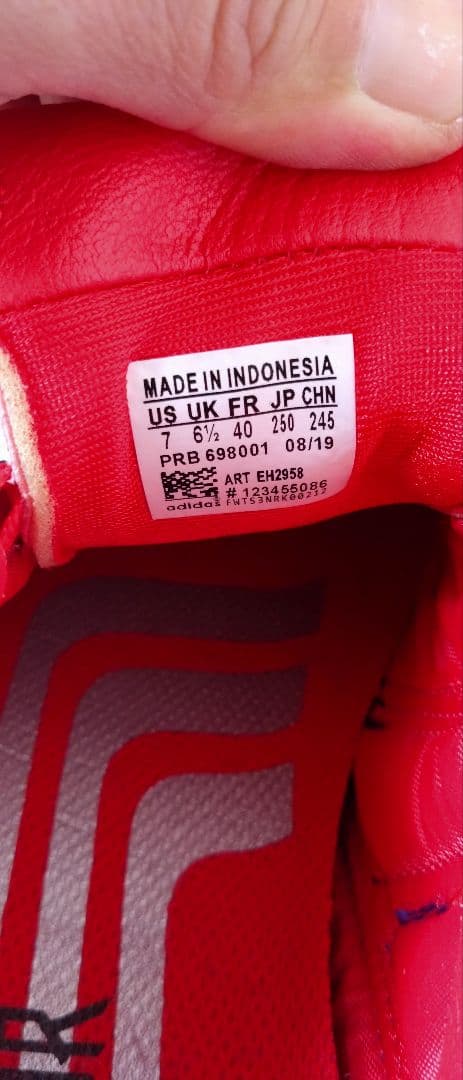 MADE IN INDONESIA
US UK FR JP CHN
7 6½ 40 250 245
PRB 698001 08/19
ART EH2958
# 123455086
adidas FWTS3NRK00217